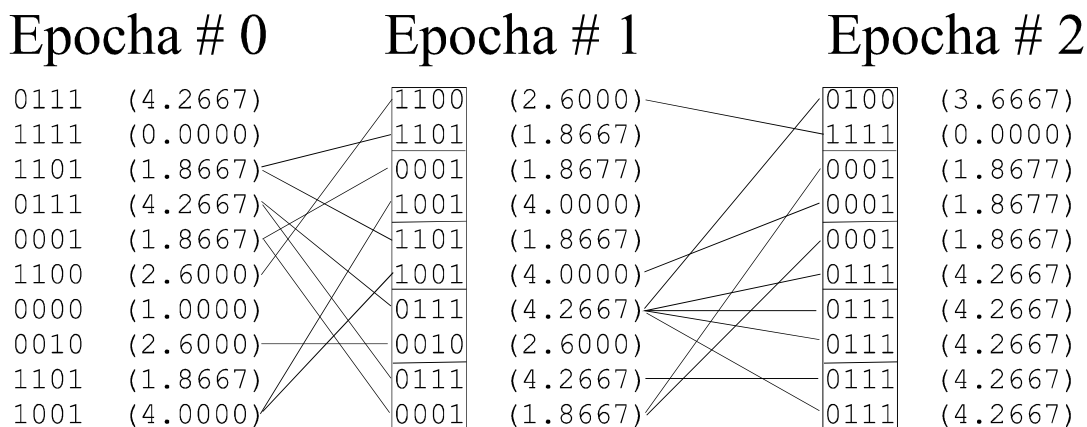 Epocha # 0 Epocha # 1 Epocha # 2
0111 (4.2667) 1100 (2.6000) 0100 (3.6667)
1111 (0.0000) 1101 (1.8667) 1111 (0.0000)
1101 (1.8667) 0001 (1.8677) 0001 (1.8677)
0111 (4.2667) 1001 (4.0000) 0001 (1.8677)
0001 (1.8667) 1101 (1.8667) 0001 (1.8667)
1100 (2.6000) 1001 (4.0000) 0111 (4.2667)
0000 (1.0000) 0111 (4.2667) 0111 (4.2667)
0010 (2.6000) 0010 (2.6000) 0111 (4.2667)
1101 (1.8667) 0111 (4.2667) 0111 (4.2667)
1001 (4.0000) 0001 (1.8667) 0111 (4.2667)